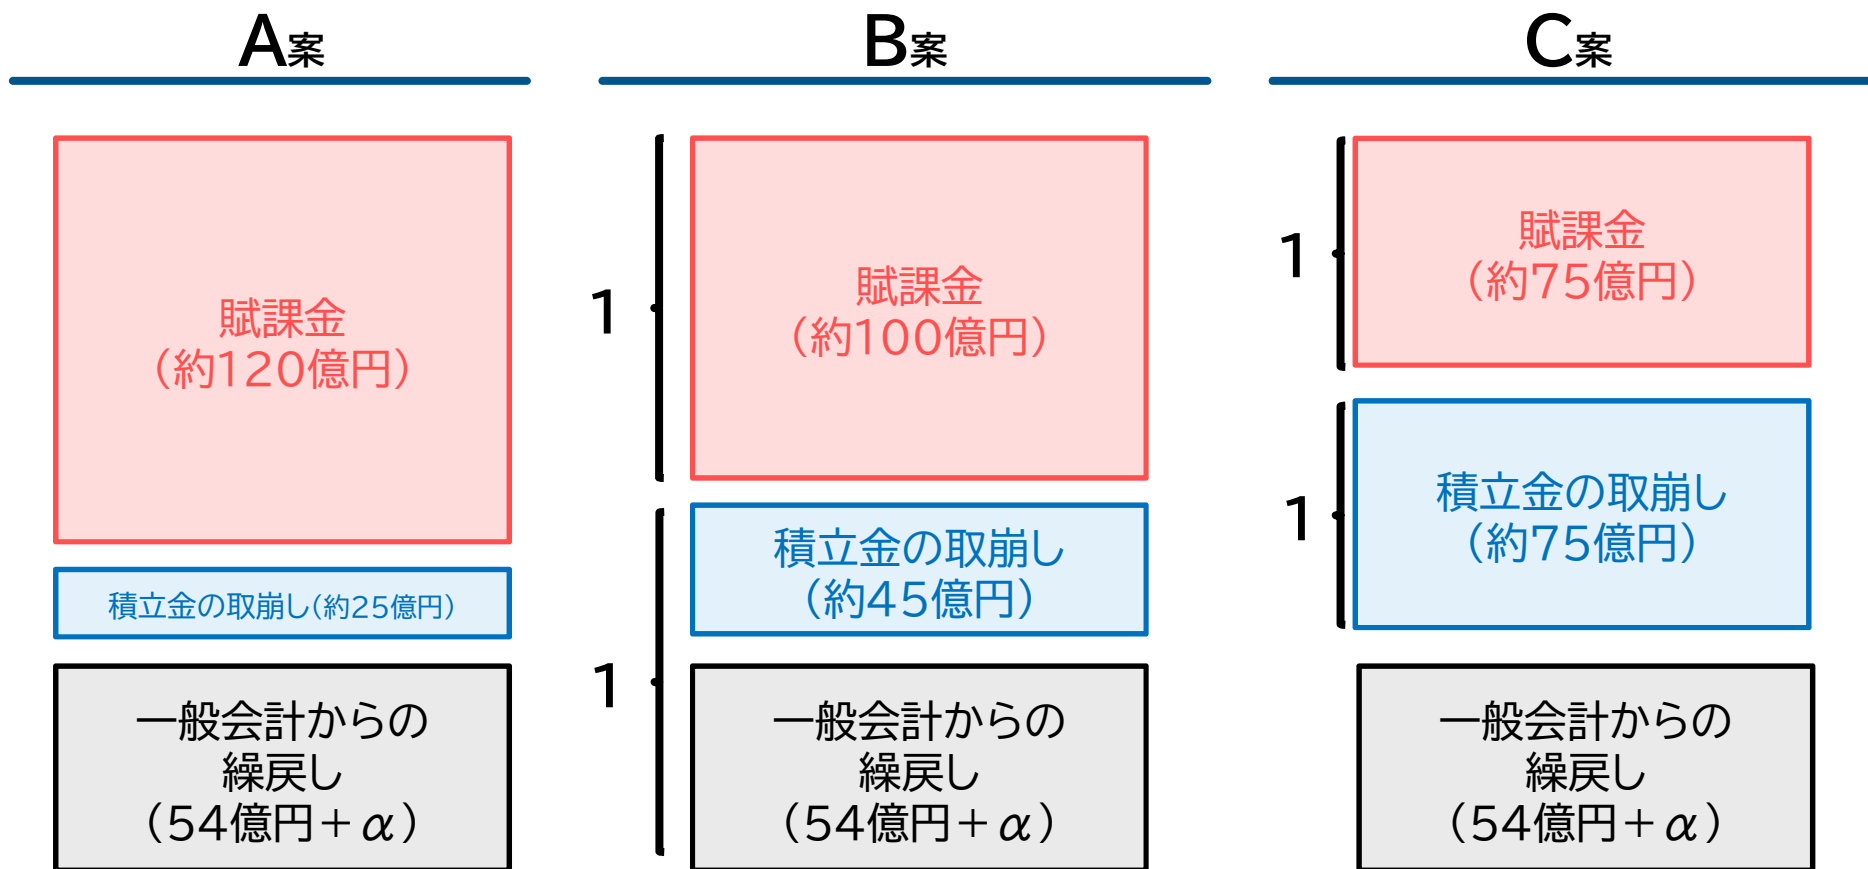 A案
賦課金
（約120億円）
積立金の取崩し（約25億円）
一般会計からの
繰戻し
（54億円＋α）
B案
1
賦課金
（約100億円）
1
積立金の取崩し
（約45億円）
一般会計からの
繰戻し
（54億円＋α）
C案
1
賦課金
（約75億円）
1
積立金の取崩し
（約75億円）
一般会計からの
繰戻し
（54億円＋α）